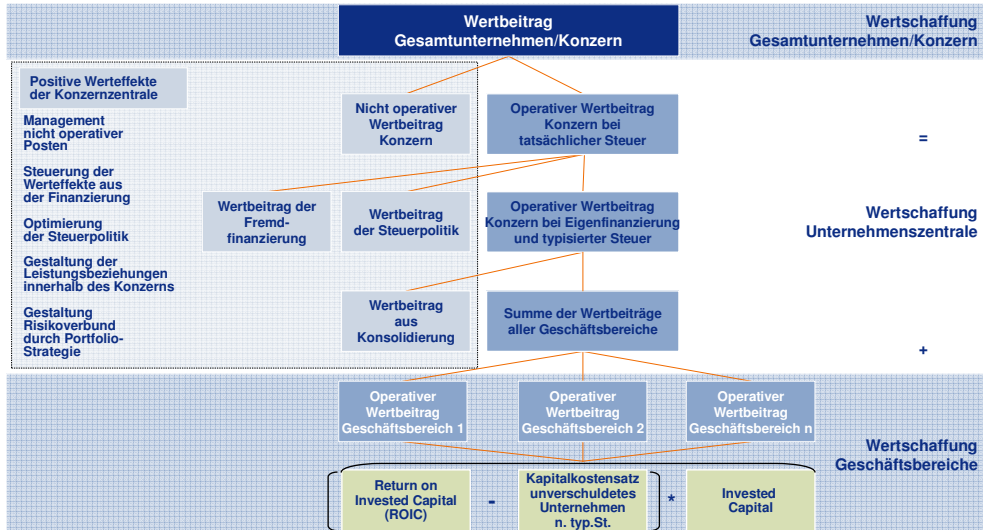 Wertbeitrag
Gesamtunternehmen/Konzern
Wertschaffung
Gesamtunternehmen/Konzern
Positive Werteffekte
der Konzernzentrale
Management
nicht operativer
Posten
Steuerung der
Werteffekte aus
der Finanzierung
Optimierung
der Steuerpolitik
Gestaltung der
Leistungsbeziehungen
innerhalb des Konzerns
Gestaltung
Risikoverbund
durch Portfolio-
Strategie
Nicht operativer
Wertbeitrag
Konzern
Operativer Wertbeitrag
Konzern bei
tatsächlicher Steuer
=
Wertbeitrag der
Fremd-
finanzierung
Wertbeitrag
der Steuerpolitik
Operativer Wertbeitrag
Konzern bei Eigenfinanzierung
und typisierter Steuer
Wertschaffung
Unternehmenszentrale
Wertbeitrag
aus
Konsolidierung
Summe der Wertbeiträge
aller Geschäftsbereiche
+
Operativer
Wertbeitrag
Geschäftsbereich 1
Operativer
Wertbeitrag
Geschäftsbereich 2
Operativer
Wertbeitrag
Geschäftsbereich n
Wertschaffung
Geschäftsbereiche
Return on
Invested Capital
(ROIC)
-
Kapitalkostensatz
unverschuldetes
Unternehmen
n. typ.St.
*
Invested
Capital